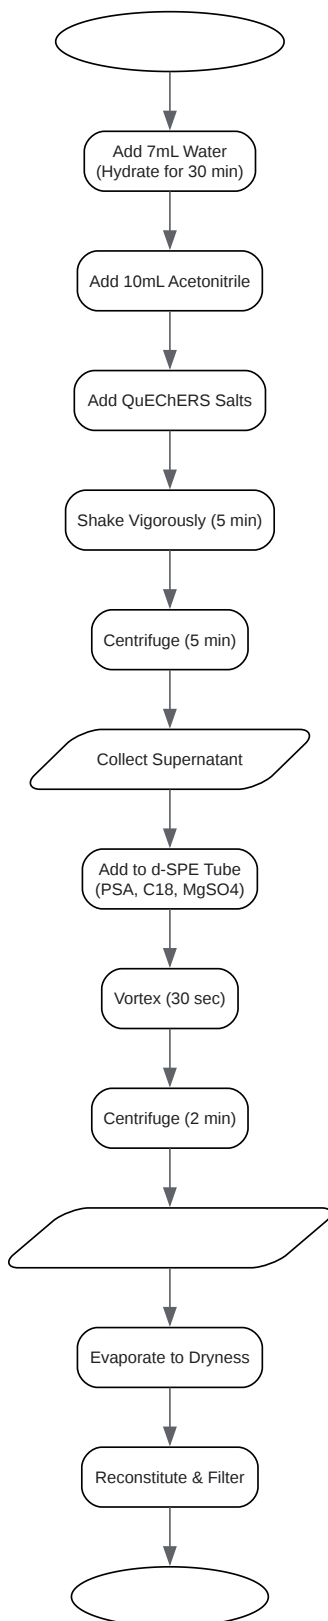 Add 7mL Water
(Hydrate for 30 min)
Add 10mL Acetonitrile
Add QuEChERS Salts
Shake Vigorously (5 min)
Centrifuge (5 min)
Collect Supernatant
Add to d-SPE Tube
(PSA, C18, MgSO4)
Vortex (30 sec)
Centrifuge (2 min)
Evaporate to Dryness
Reconstitute & Filter